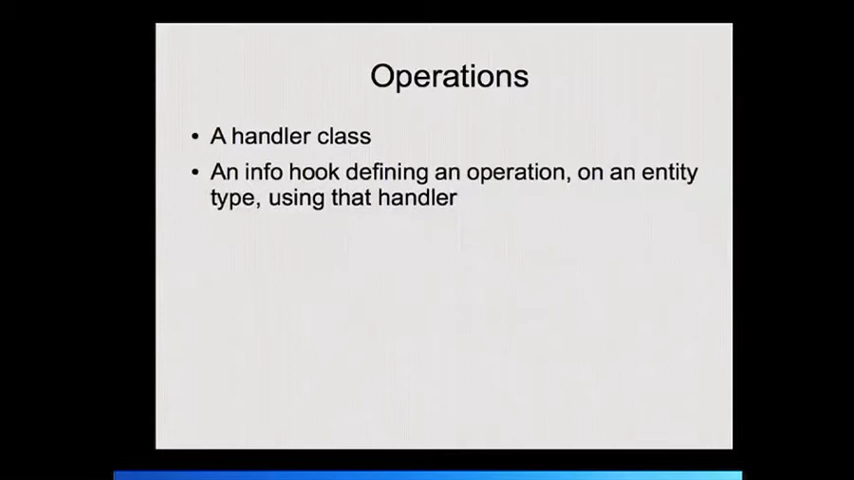 Operations
• A handler class
• An info hook defining an operation, on an entity
type, using that handler